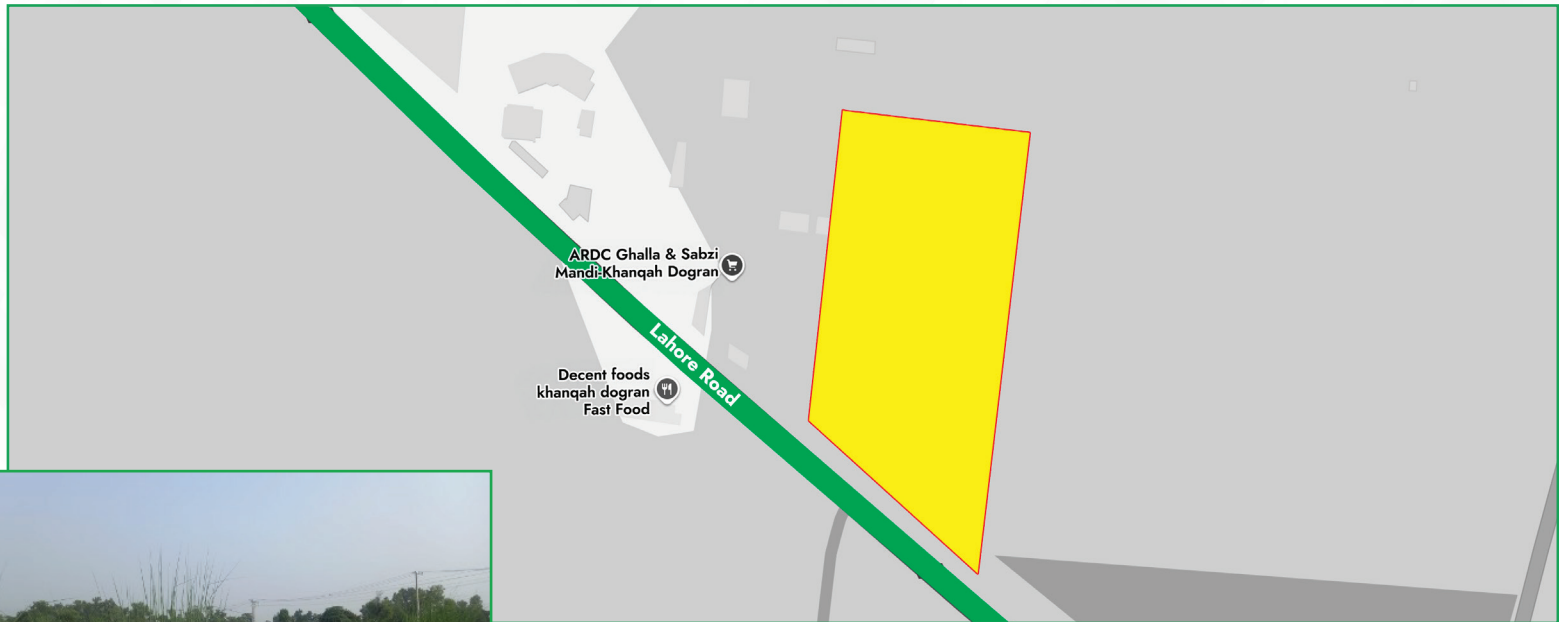 ARDC Ghalla & Sabzi
Mandi-Khanqah Dogran
Lahore Road
Decent foods
khanqah dogran
Fast Food